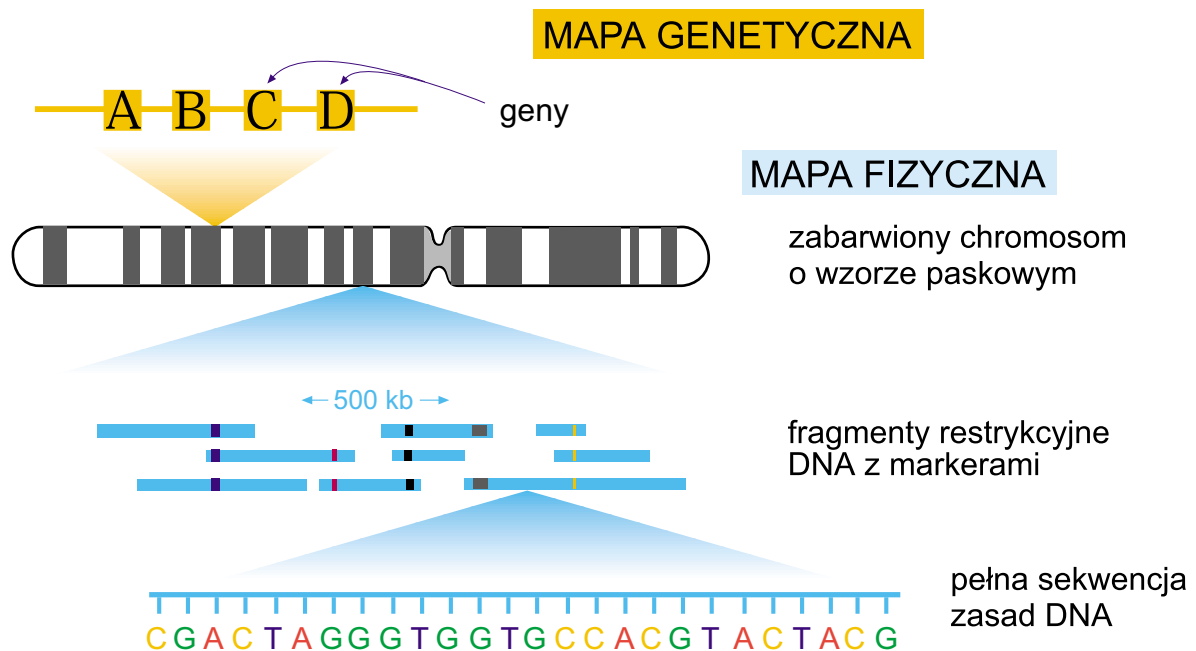 MAPA GENETYCZNA
A B C D
geny
MAPA FIZYCZNA
zabarwiony chromosom
o wzorze paskowym
500 kb
fragmenty restrykcyjne
DNA z markerami
pełna sekwencja
zasad DNA
C G A C T A G G G T G G T G C C A C G T A C T A C G